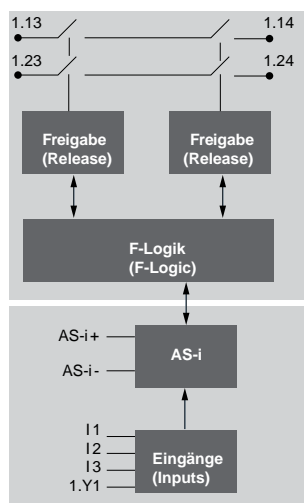 1.13 1.14
1.23 1.24
Freigabe Freigabe
(Release) (Release)
F-Logik
(F-Logic)
AS-i+
AS-i
AS-i-
I1
I2
Eingänge
I3
(Inputs)
1.Y1